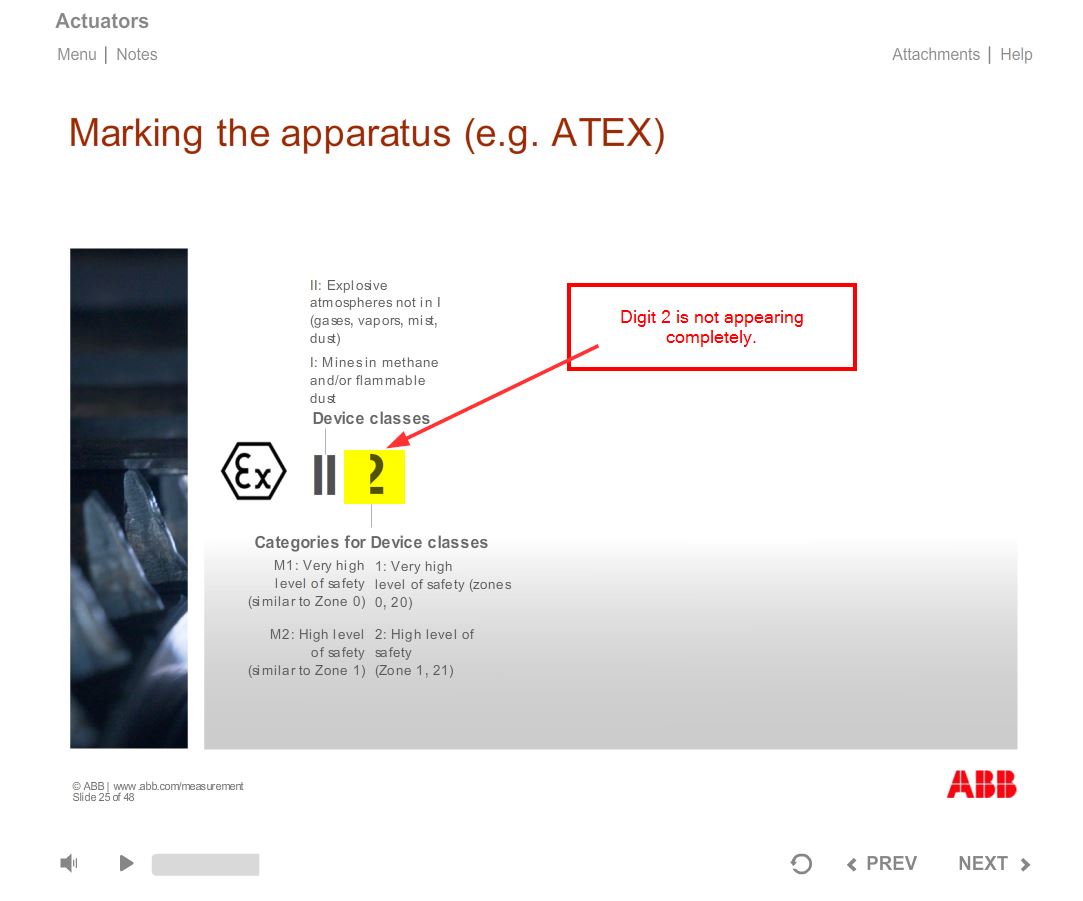 Actuators
Menu | Notes
Attachments | Help
Marking the apparatus (e.g. ATEX)
II: Explosive
atmospheres not in I
(gases, vapors, mist,
dust)
I: Mines in methane
and/or flammable
dust
Device classes
Digit 2 is not appearing
completely.
Ex II 2
Categories for Device classes
M1: Very high
level of safety
(similar to Zone 0)
1: Very high
level of safety (zones
0, 20)
M2: High level
of safety
(similar to Zone 1)
2: High level of
safety
(Zone 1, 21)
© ABB | www.abb.com/measurement
Slide 25 of 48
ABB
PREV
NEXT